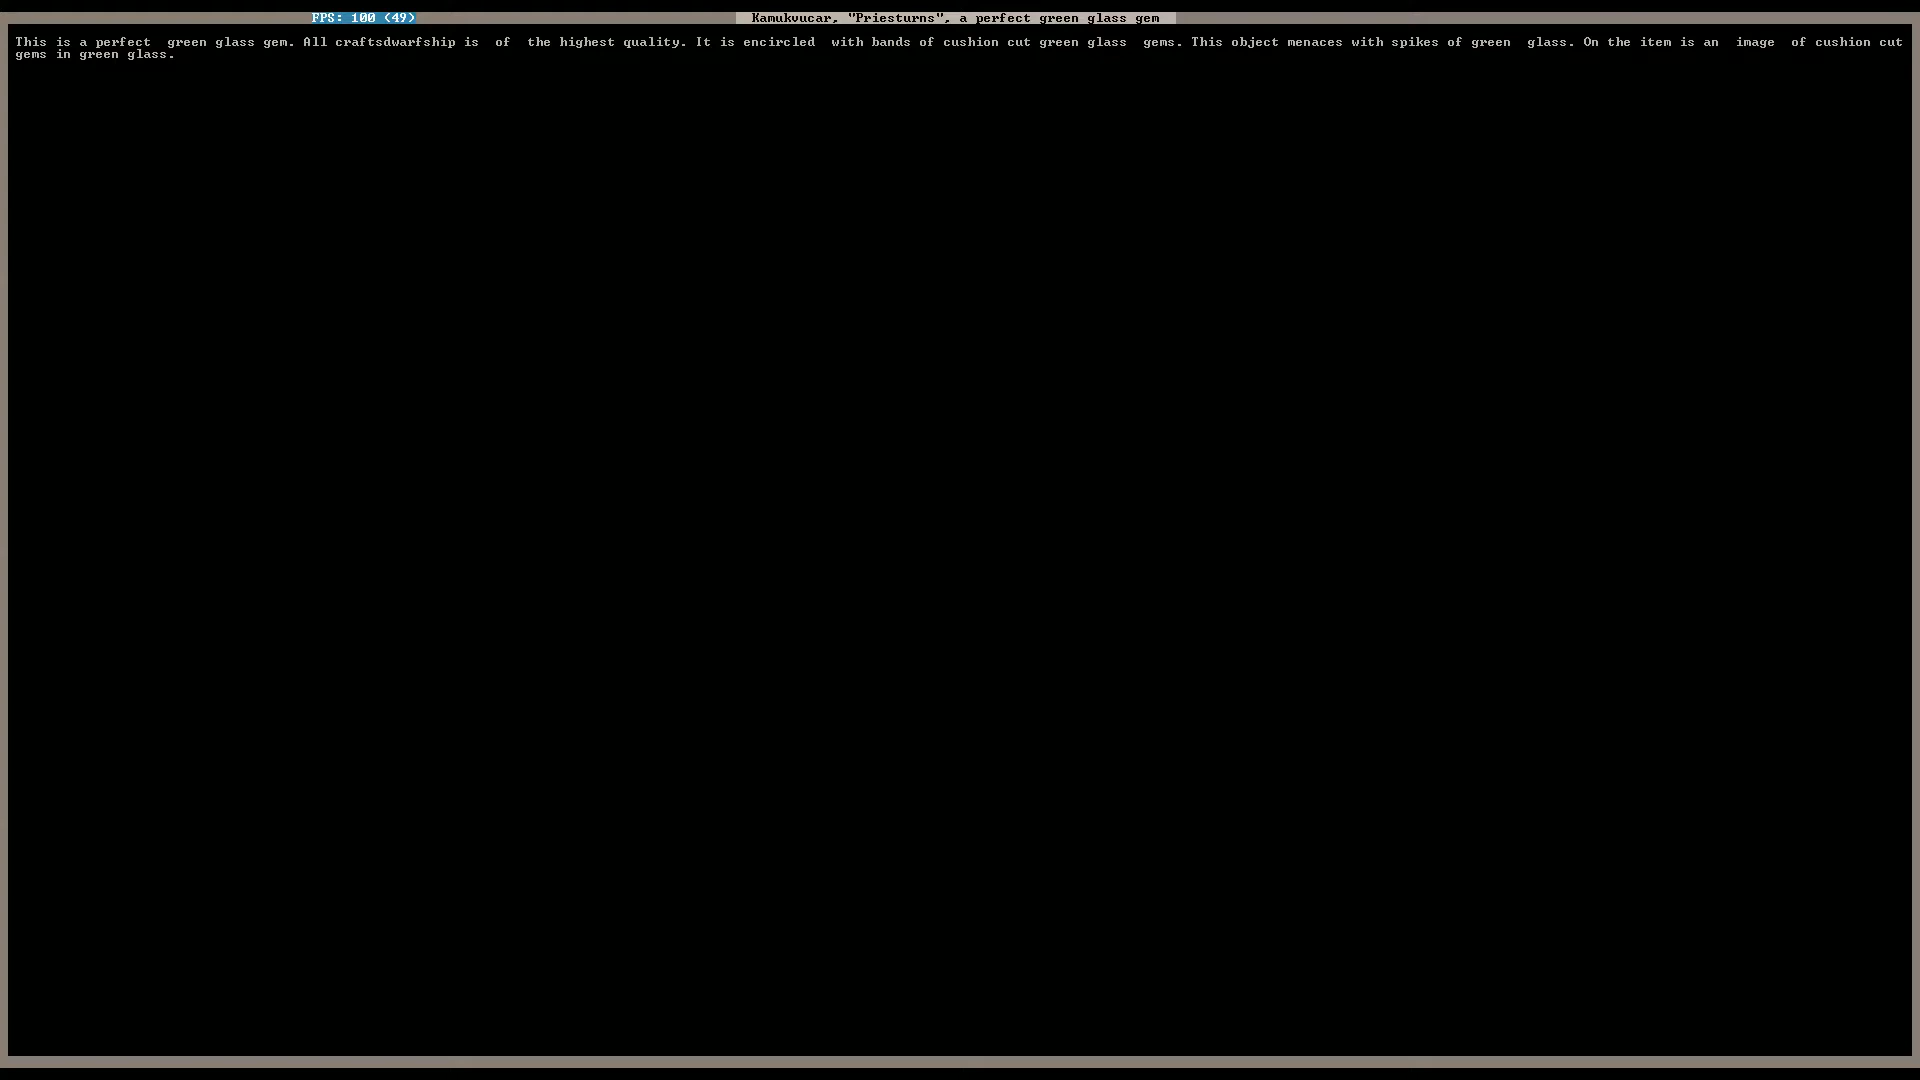 FPS: 100 (49) Kamukvucar, "Priesturns", a perfect green glass gem
This is a perfect green glass gem. All craftsdwarfship is of the highest quality. It is encircled with bands of cushion cut green glass gems. This object menaces with spikes of green glass. On the item is an image of cushion cut
gems in green glass.